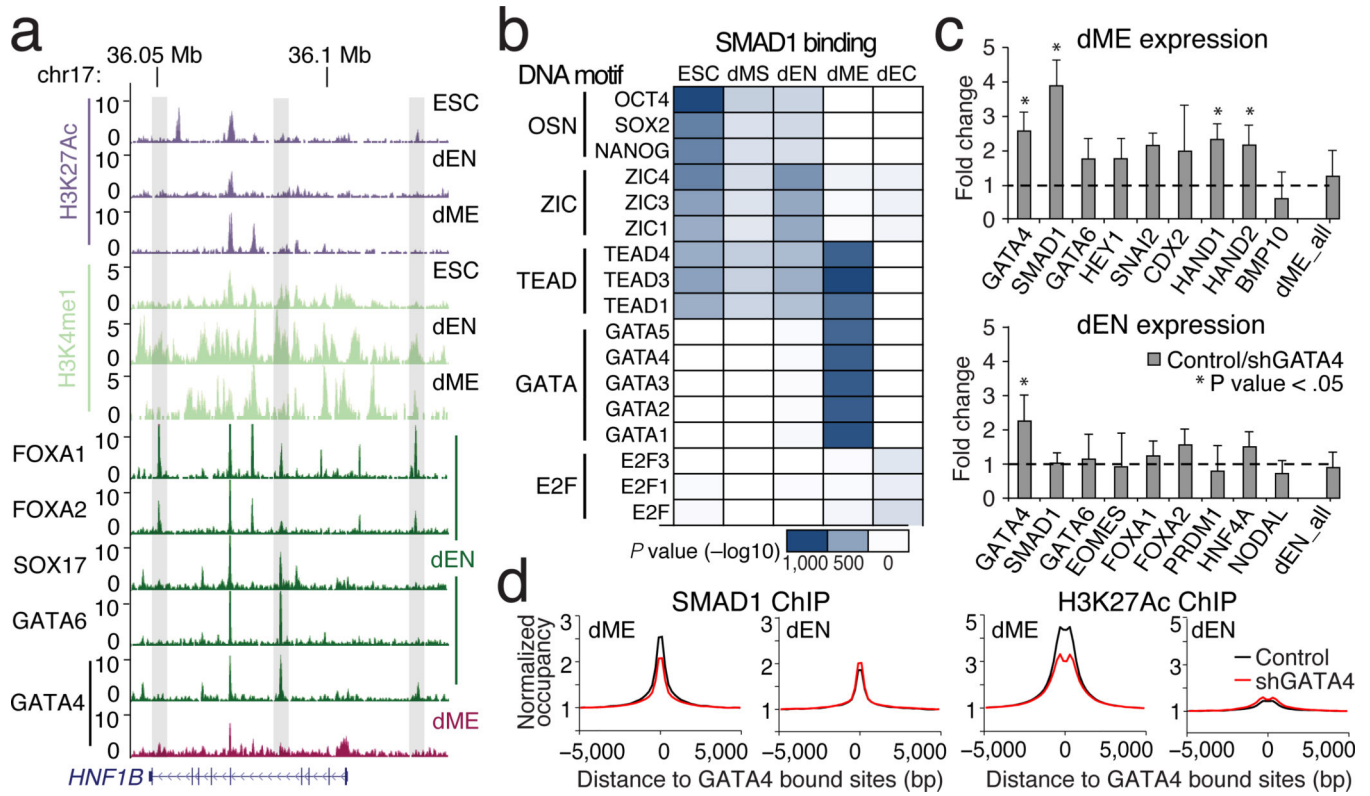 a
36.05 Mb 36.1 Mb
chr17:
H3K27Ac
10
0
ESC
10
0
dEN
10
0
dME
H3K4me1
5
0
ESC
5
0
dEN
5
0
dME
FOXA1
10
0
FOXA2
10
0
SOX17
10
0
dEN
GATA6
10
0
GATA4
10
0
10
0
dME
HNF1B
b
SMAD1 binding
DNA motif
ESC dMS dEN dME dEC
OSN
OCT4
SOX2
NANOG
ZIC
ZIC4
ZIC3
ZIC1
TEAD
TEAD4
TEAD3
TEAD1
GATA
GATA5
GATA4
GATA3
GATA2
GATA1
E2F
E2F3
E2F1
E2F
P value (–log10)
1,000 500 0
c
dME expression
Fold change
5
4
3
2
1
0
* * * *
GATA4 SMAD1 GATA6 HEY1 SNAI2 CDX2 HAND1 HAND2 BMP10 dME_all
dEN expression
Control/shGATA4
* P value < .05
Fold change
5
4
3
2
1
0
*
GATA4 SMAD1 GATA6 EOMES FOXA1 FOXA2 PRDM1 HNF4A NODAL dEN_all
d
SMAD1 ChIP
Normalized
occupancy
dME
3
2
1
dEN
3
2
1
–5,000 0 5,000 0 5,000
Distance to GATA4 bound sites (bp)
H3K27Ac ChIP
dME
5
4
3
2
1
dEN
5
4
3
2
1
Control
shGATA4
–5,000 0 5,000 0 5,000
Distance to GATA4 bound sites (bp)